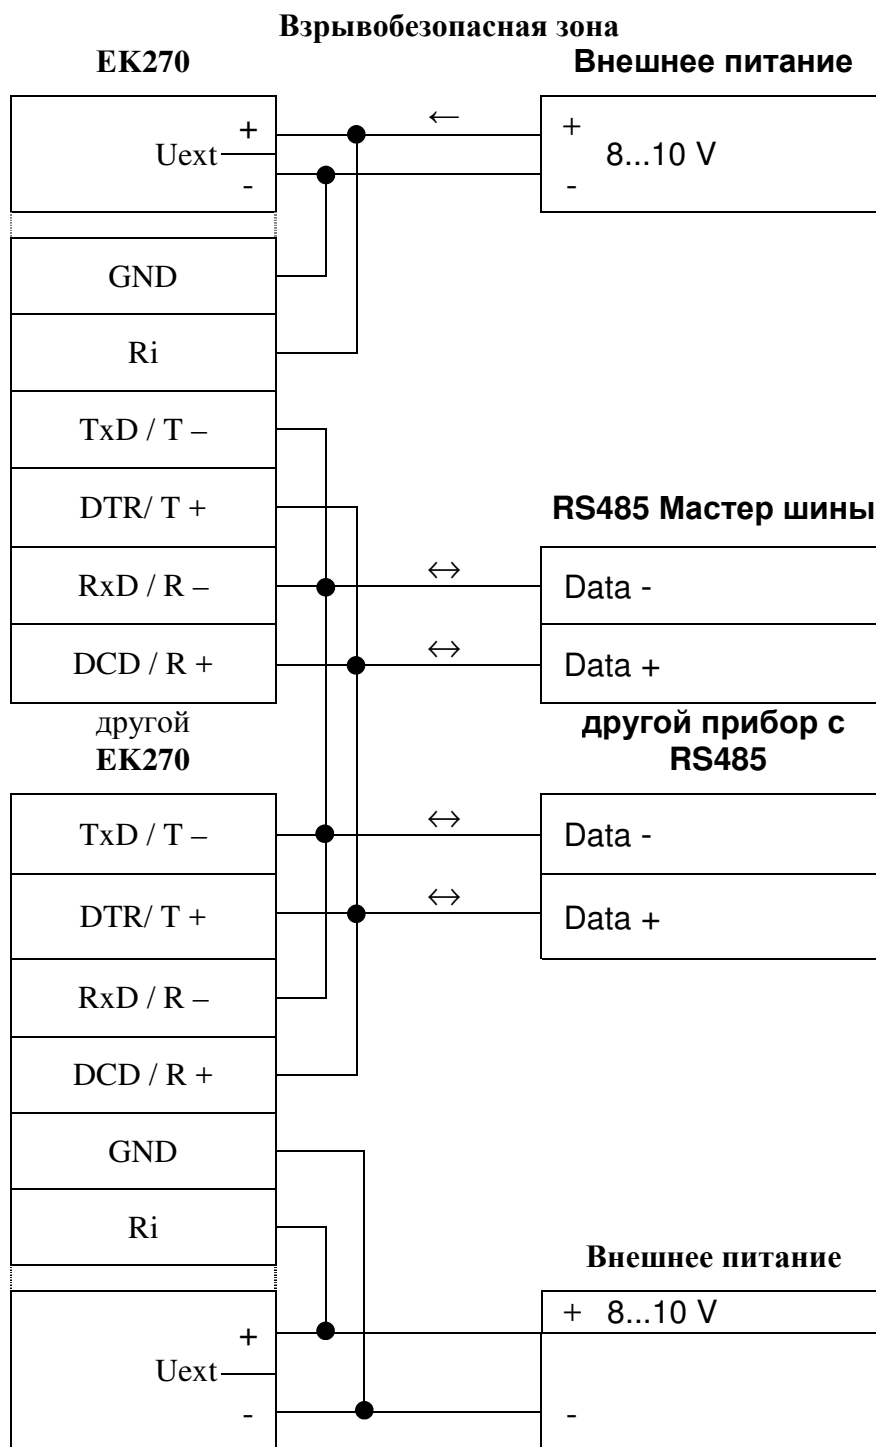 Взрывобезопасная зона
EK270
Внешнее питание
+
Uext
-
←
+
8...10 V
-
GND
Ri
TxD / T –
DTR/ T +
RxD / R –
DCD / R +
RS485 Мастер шины
↔
Data -
↔
Data +
другой
EK270
другой прибор с
RS485
TxD / T –
↔
Data -
DTR/ T +
↔
Data +
RxD / R –
DCD / R +
GND
Ri
Внешнее питание
+
Uext
-
+ 8...10 V
-